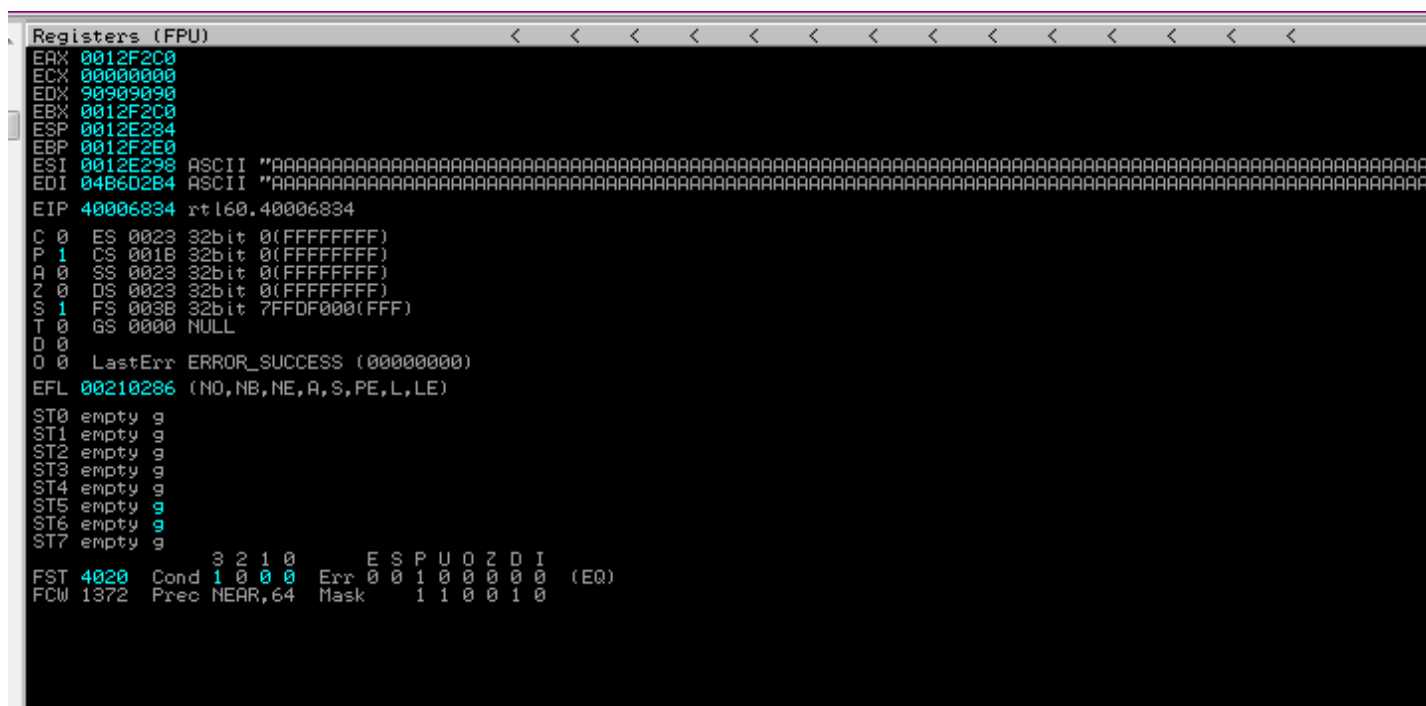 Registers (FPU) < < < < < < < < < < < < < <
EAX 0012F2C0
ECX 00000000
EDX 90909090
EBX 0012F2C0
ESP 0012E284
EBP 0012F2E0
ESI 0012E298 ASCII "AAAAAAAAAAAAAAAAAAAAAAAAAAAAAAAAAAAAAAAAAAAAAAAAAAAAAAAAAAAAAAAAAAAAAAAAAAAAAAAAAAAAAAAAAAAAAAAA
EDI 04B6D2B4 ASCII "AAAAAAAAAAAAAAAAAAAAAAAAAAAAAAAAAAAAAAAAAAAAAAAAAAAAAAAAAAAAAAAAAAAAAAAAAAAAAAAAAAAAAAAAAAAAAAAA
EIP 40006834 rtl60.40006834
C 0 ES 0023 32bit 0(FFFFFFFF)
P 1 CS 001B 32bit 0(FFFFFFFF)
A 0 SS 0023 32bit 0(FFFFFFFF)
Z 0 DS 0023 32bit 0(FFFFFFFF)
S 1 FS 003B 32bit 7FFDF000(FFF)
T 0 GS 0000 NULL
D 0
O 0 LastErr ERROR_SUCCESS (00000000)
EFL 00210286 (NO,NB,NE,A,S,PE,L,LE)
ST0 empty g
ST1 empty g
ST2 empty g
ST3 empty g
ST4 empty g
ST5 empty g
ST6 empty g
ST7 empty g
3 2 1 0 E S P U O Z D I
FST 4020 Cond 1 0 0 0 Err 0 0 1 0 0 0 0 0 (EQ)
FCW 1372 Prec NEAR,64 Mask 1 1 0 0 1 0